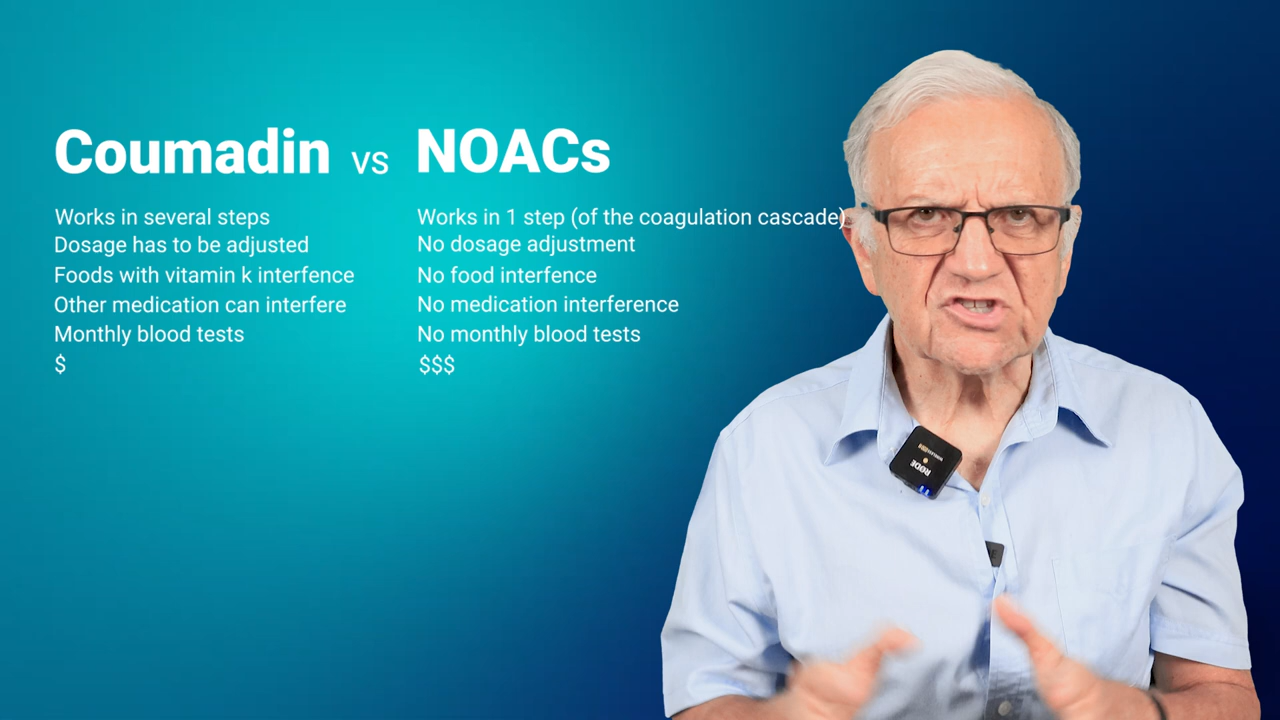 Coumadin vs NOACs
Works in several steps
Dosage has to be adjusted
Foods with vitamin k interfence
Other medication can interfere
Monthly blood tests
$
Works in 1 step (of the coagulation cascade)
No dosage adjustment
No food interfence
No medication interference
No monthly blood tests
$$$
RØDE